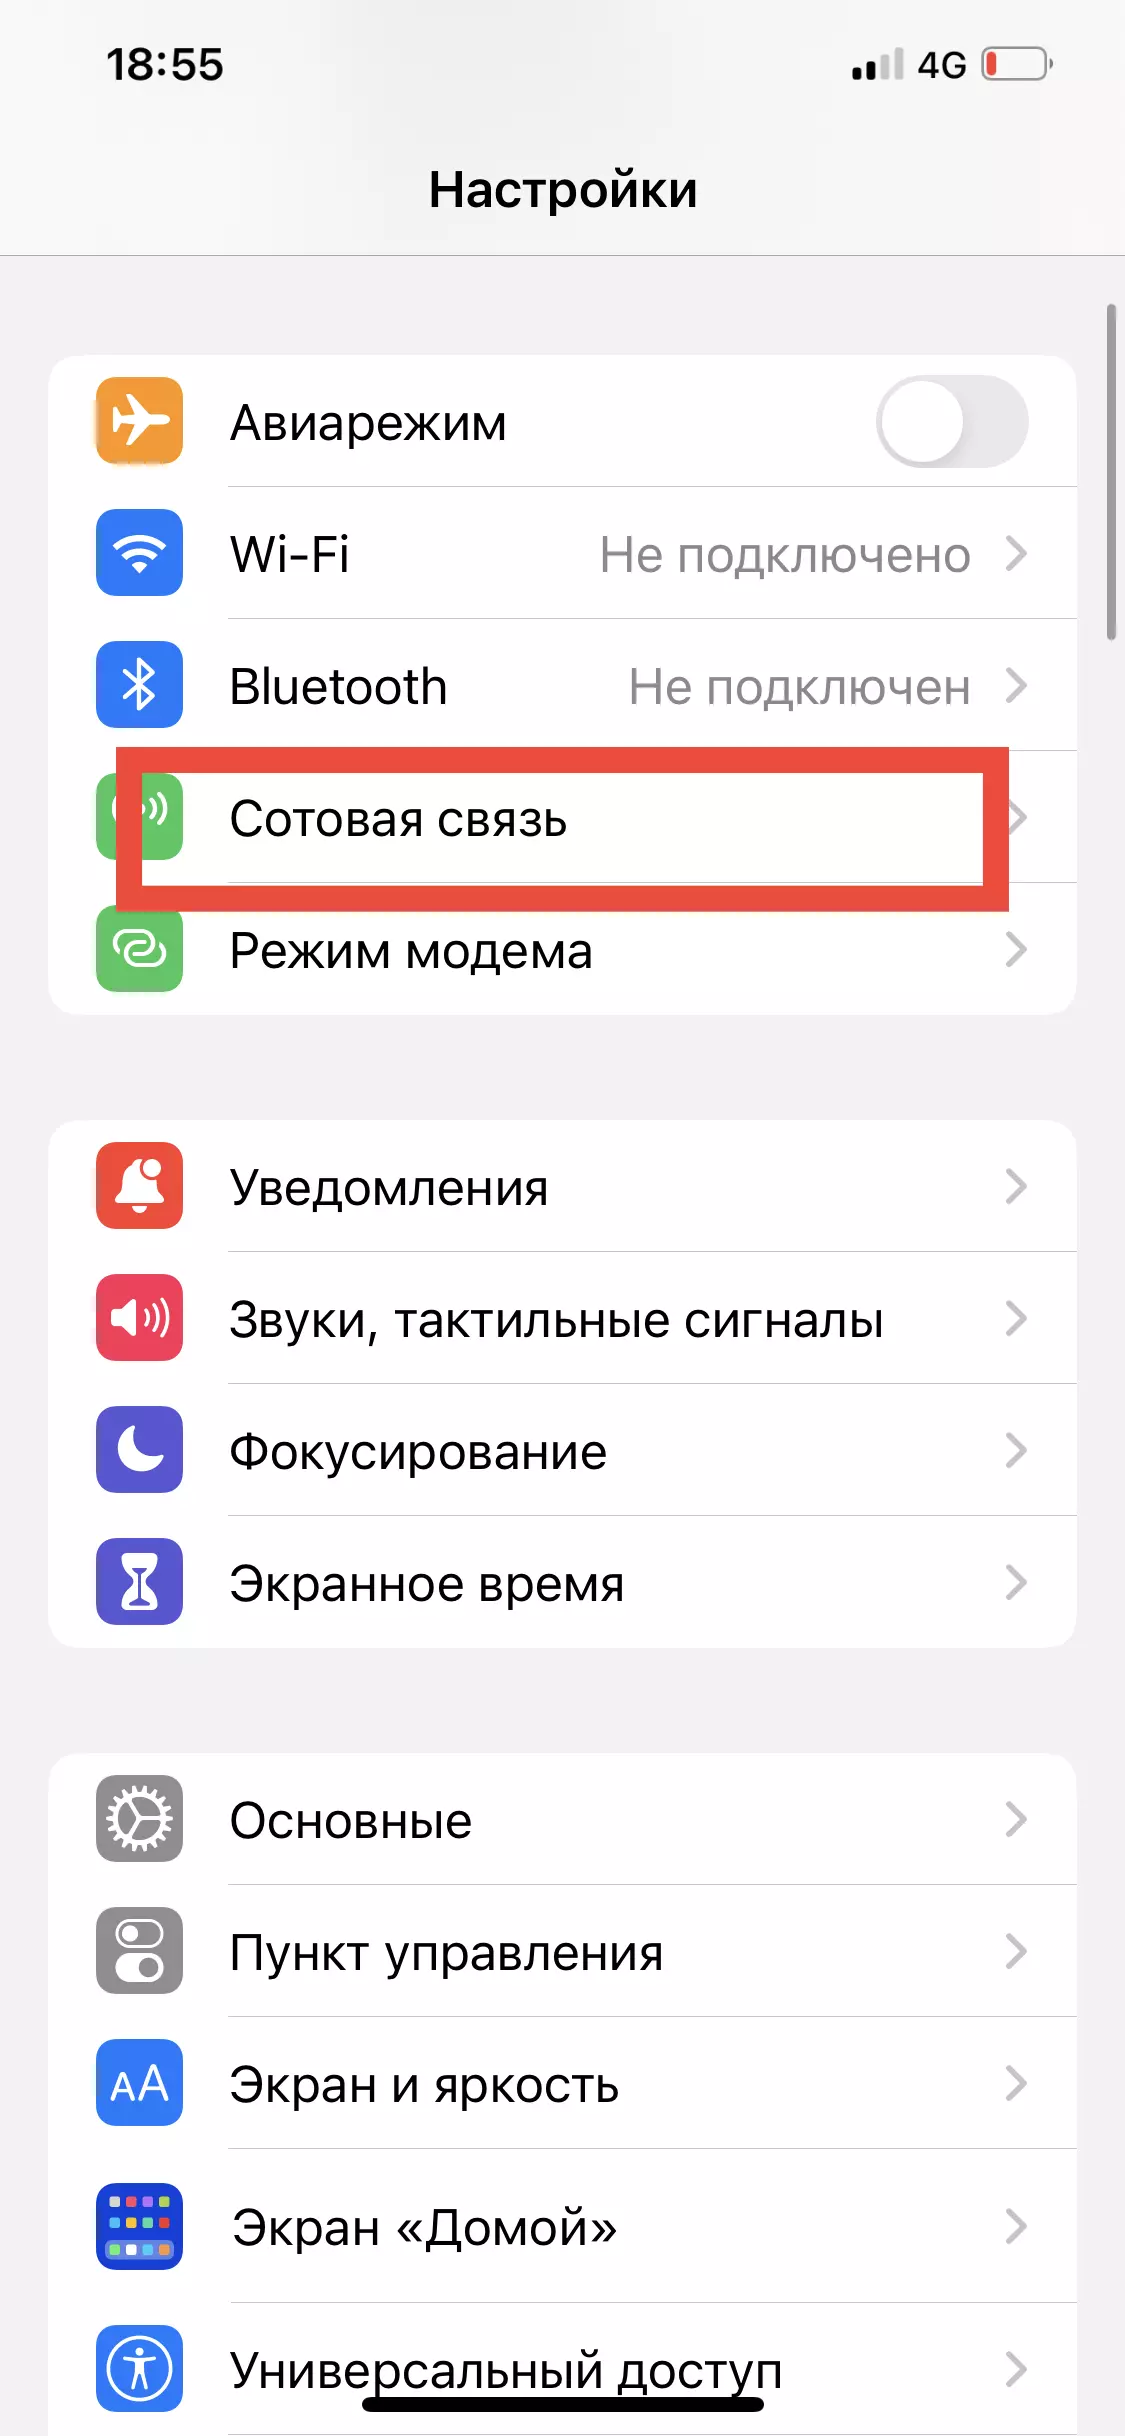 18:55 4G
Настройки
Авиарежим
Wi-Fi Не подключено
Bluetooth Не подключен
Сотовая связь
Режим модема
Уведомления
Звуки, тактильные сигналы
Фокусирование
Экранное время
Основные
Пункт управления
AA Экран и яркость
Экран «Домой»
Универсальный доступ